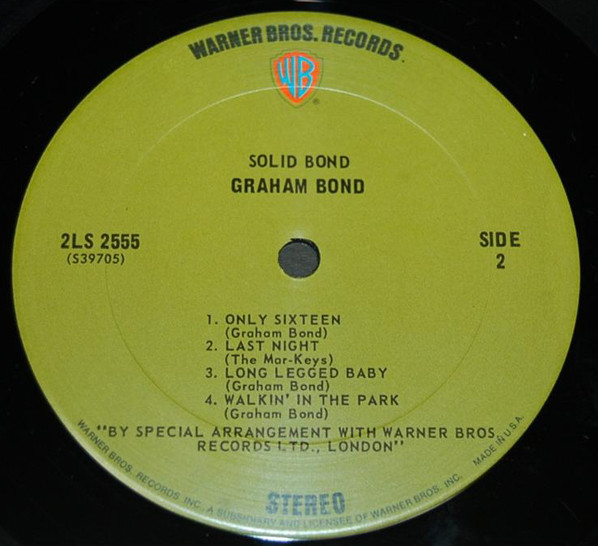 WARNER BROS. RECORDS.
WB
®
SOLID BOND
GRAHAM BOND
2LS 2555
(S39705)
SIDE
2
1. ONLY SIXTEEN
(Graham Bond)
2. LAST NIGHT
(The Mar-Keys)
3. LONG LEGGED BABY
(Graham Bond)
4. WALKIN' IN THE PARK
(Graham Bond)
"BY SPECIAL ARRANGEMENT WITH WARNER BROS.
RECORDS LTD., LONDON"
STEREO
WARNER BROS. RECORDS, INC. A SUBSIDIARY AND LICENSEE OF WARNER BROS. INC. MADE IN U.S.A.